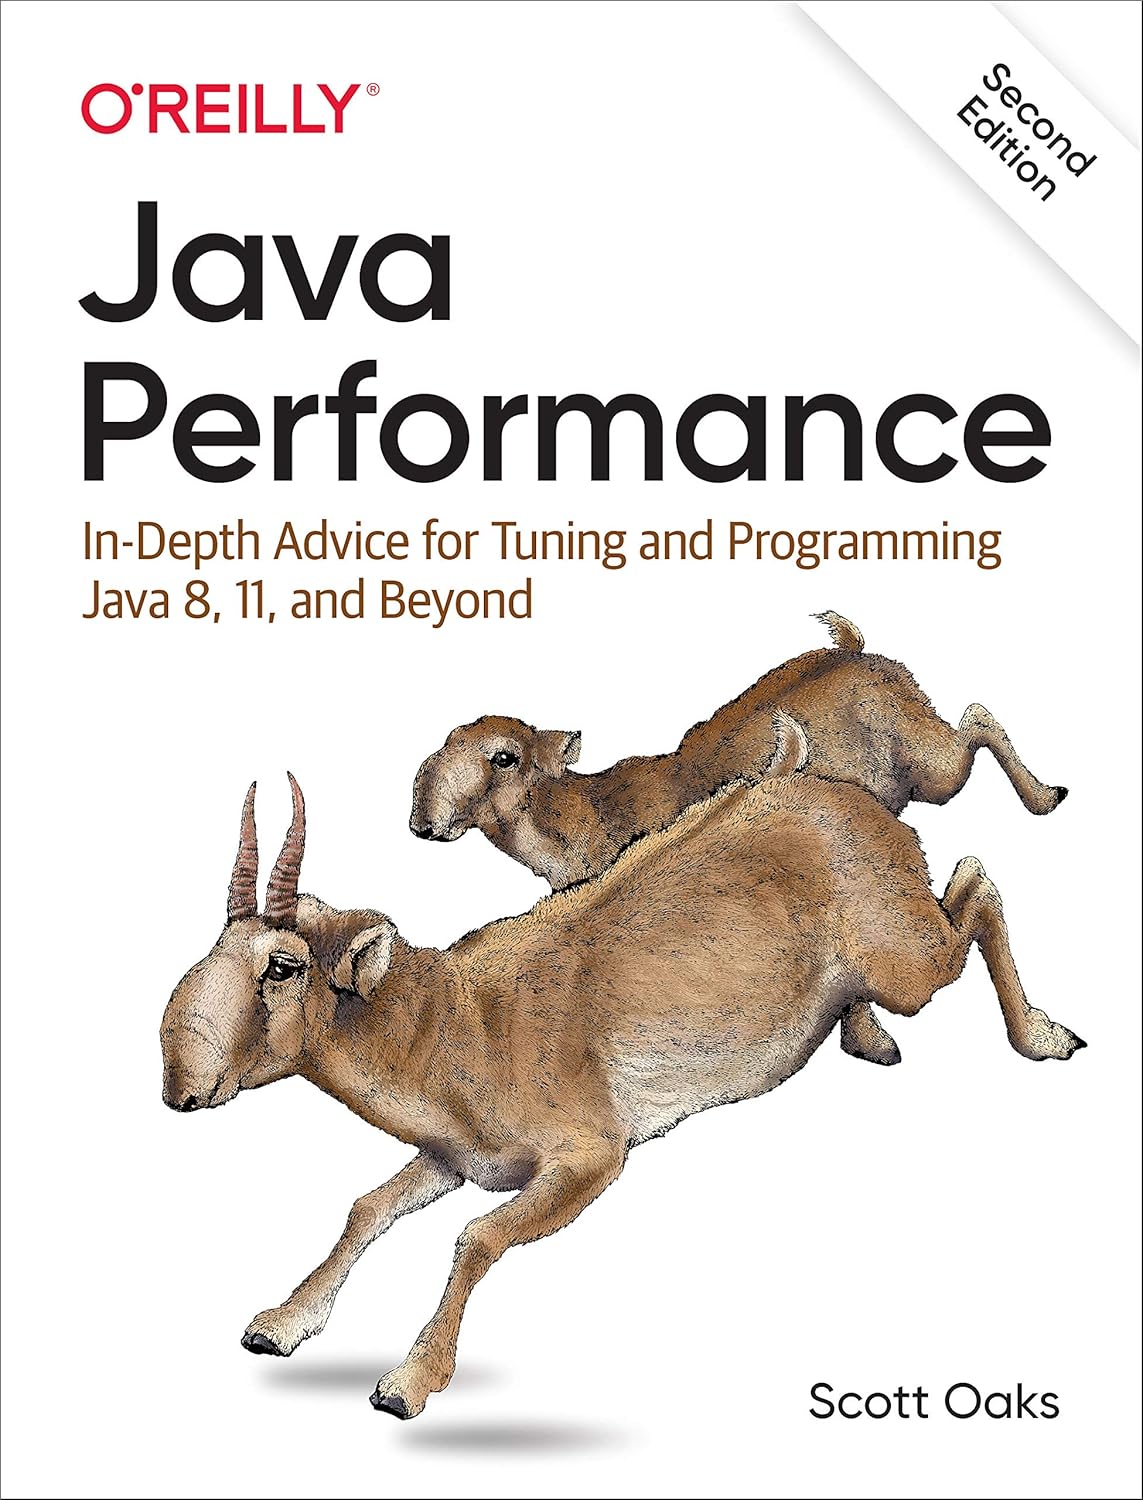 O'REILLY®
Second
Edition
Java
Performance
In-Depth Advice for Tuning and Programming
Java 8, 11, and Beyond
Scott Oaks